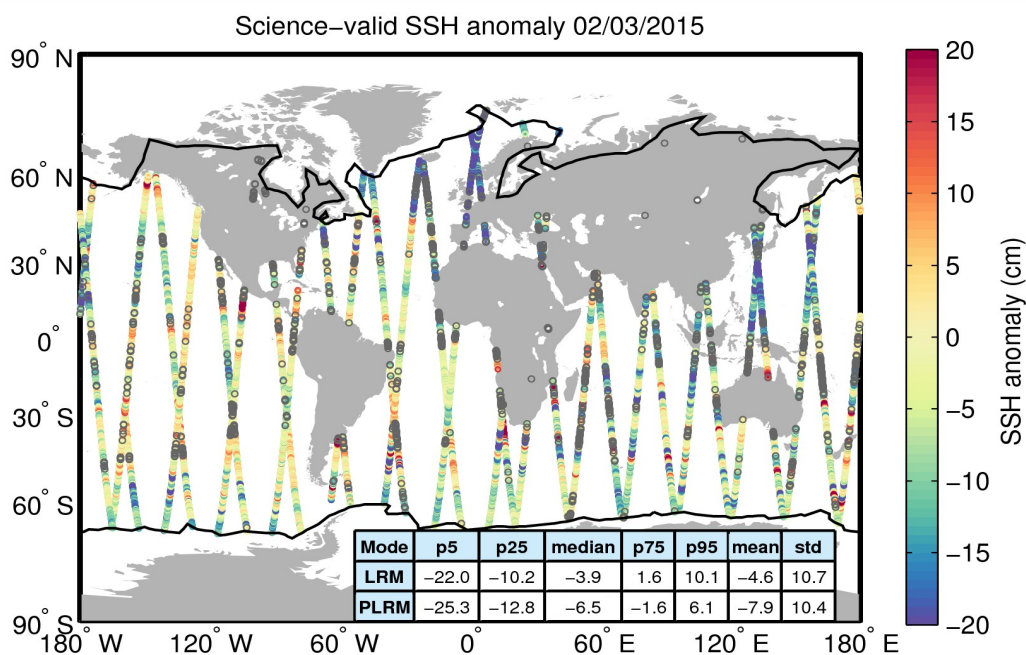 Science−valid SSH anomaly 02/03/2015
90° N
60° N
30° N
0°
30° S
60° S
90° S
180° W 120° W 60° W 0° 60° E 120° E 180° E
Mode p5 p25 median p75 p95 mean std
LRM −22.0 −10.2 −3.9 1.6 10.1 −4.6 10.7
PLRM −25.3 −12.8 −6.5 −1.6 6.1 −7.9 10.4
20
15
10
5
0
−5
−10
−15
−20
SSH anomaly (cm)